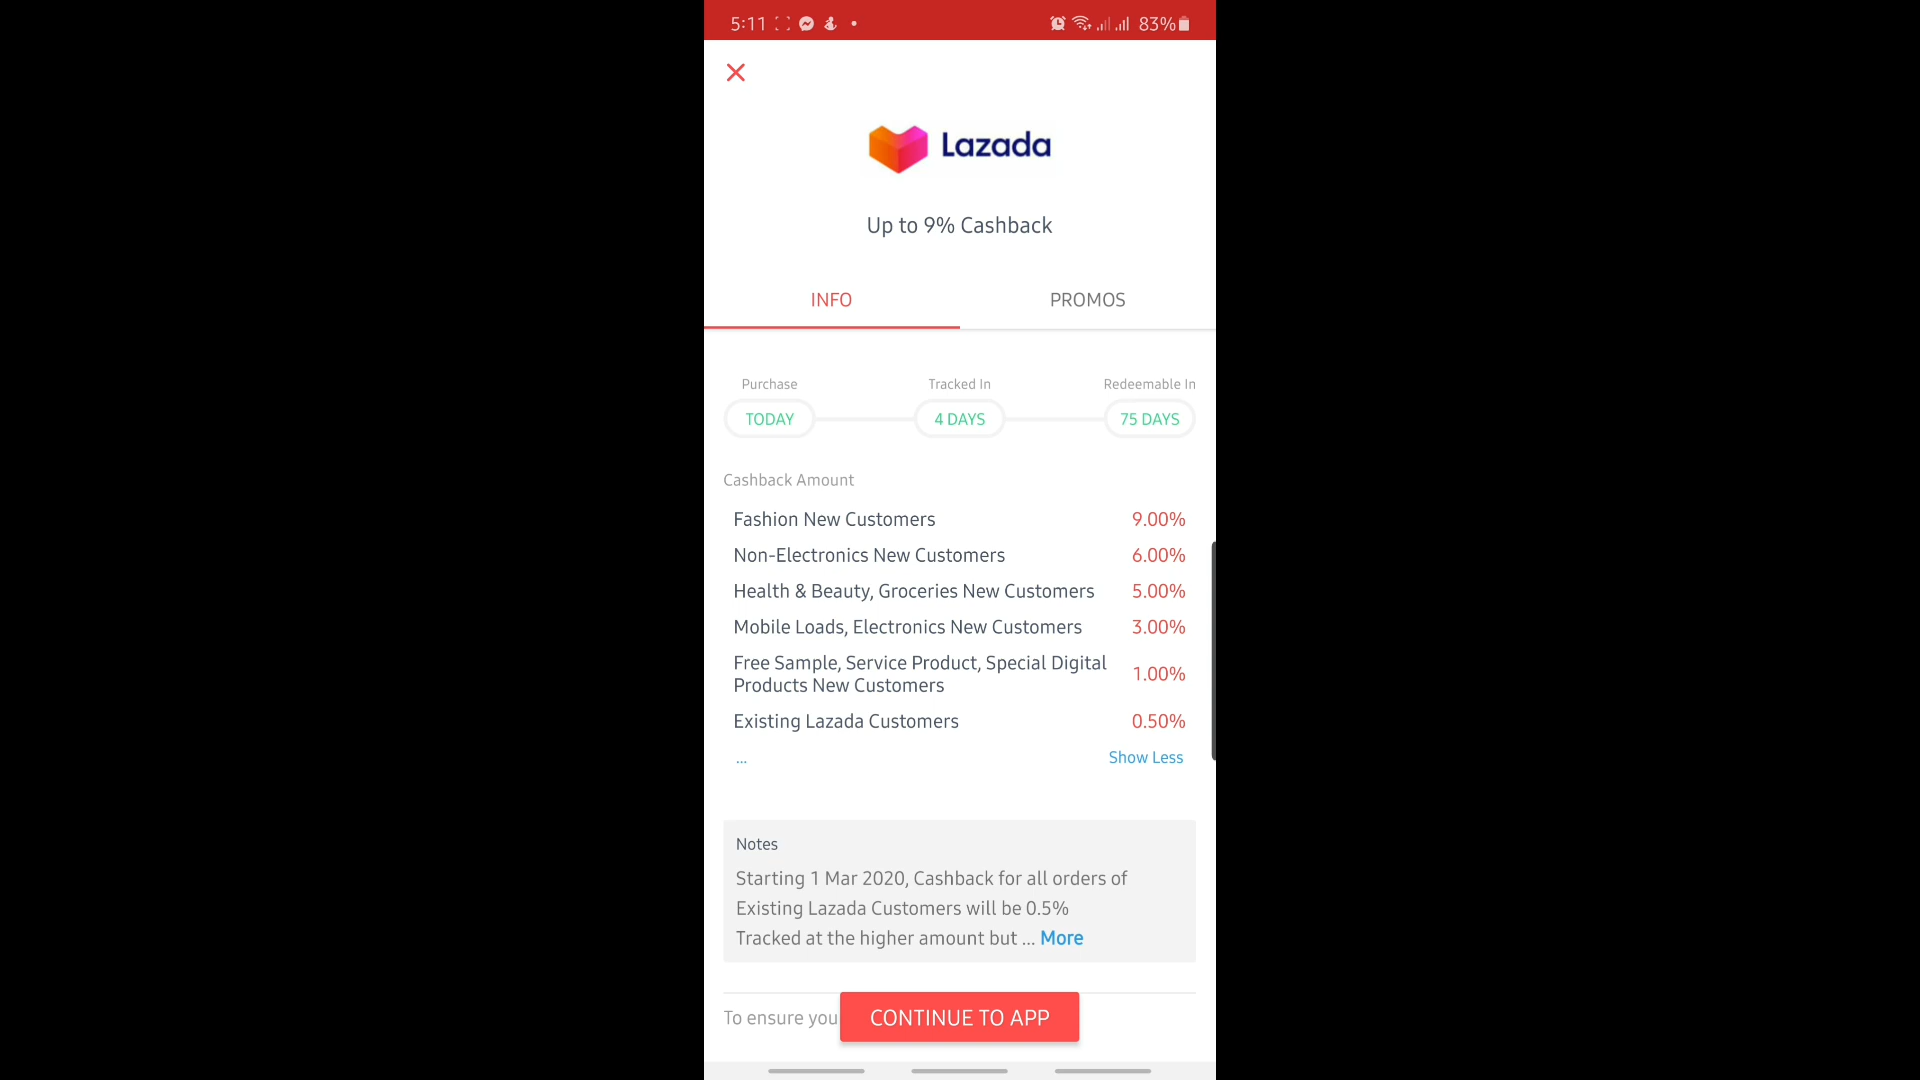 5:11 83%
Lazada
Up to 9% Cashback
INFO PROMOS
Purchase Tracked In Redeemable In
TODAY 4 DAYS 75 DAYS
Cashback Amount
Fashion New Customers 9.00%
Non-Electronics New Customers 6.00%
Health & Beauty, Groceries New Customers 5.00%
Mobile Loads, Electronics New Customers 3.00%
Free Sample, Service Product, Special Digital
Products New Customers 1.00%
Existing Lazada Customers 0.50%
... Show Less
Notes
Starting 1 Mar 2020, Cashback for all orders of
Existing Lazada Customers will be 0.5%
Tracked at the higher amount but ... More
To ensure you CONTINUE TO APP